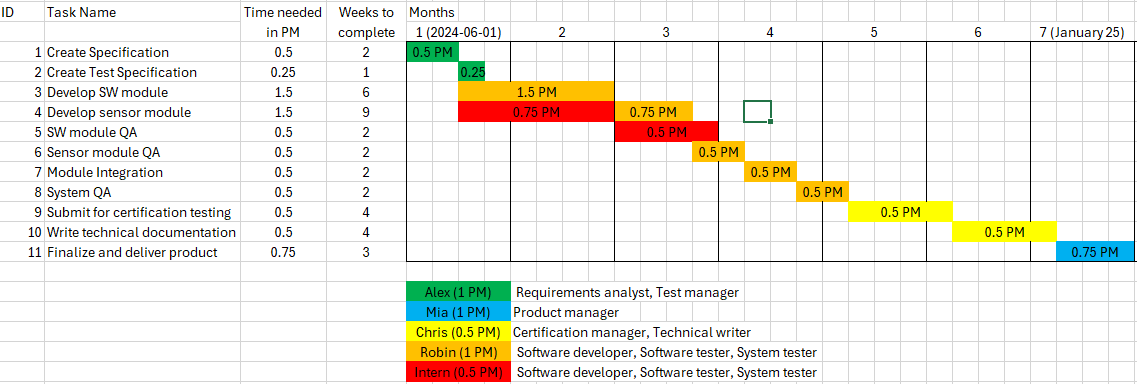 ID Task Name Time needed Weeks to Months
in PM complete 1 (2024-06-01) 2 3 4 5 6 7 (January 25)
1 Create Specification 0.5 2 0.5 PM
2 Create Test Specification 0.25 1 0.25
3 Develop SW module 1.5 6 1.5 PM
4 Develop sensor module 1.5 9 0.75 PM 0.75 PM
5 SW module QA 0.5 2 0.5 PM
6 Sensor module QA 0.5 2 0.5 PM
7 Module Integration 0.5 2 0.5 PM
8 System QA 0.5 2 0.5 PM
9 Submit for certification testing 0.5 4 0.5 PM
10 Write technical documentation 0.5 4 0.5 PM
11 Finalize and deliver product 0.75 3 0.75 PM
Alex (1 PM) Requirements analyst, Test manager
Mia (1 PM) Product manager
Chris (0.5 PM) Certification manager, Technical writer
Robin (1 PM) Software developer, Software tester, System tester
Intern (0.5 PM) Software developer, Software tester, System tester